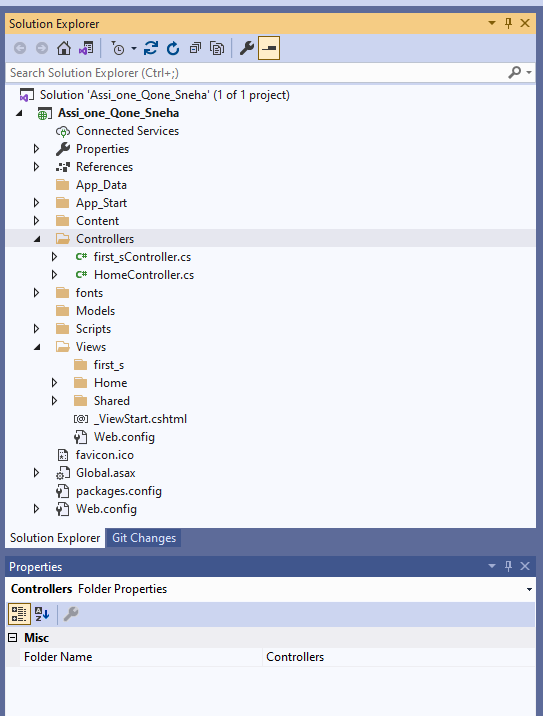 Solution Explorer
Search Solution Explorer (Ctrl+;)
Solution 'Assi_one_Qone_Sneha' (1 of 1 project)
Assi_one_Qone_Sneha
Connected Services
Properties
References
App_Data
App_Start
Content
Controllers
C# first_sController.cs
C# HomeController.cs
fonts
Models
Scripts
Views
first_s
Home
Shared
[@] _ViewStart.cshtml
Web.config
favicon.ico
Global.asax
packages.config
Web.config
Solution Explorer Git Changes
Properties
Controllers Folder Properties
Misc
Folder Name Controllers